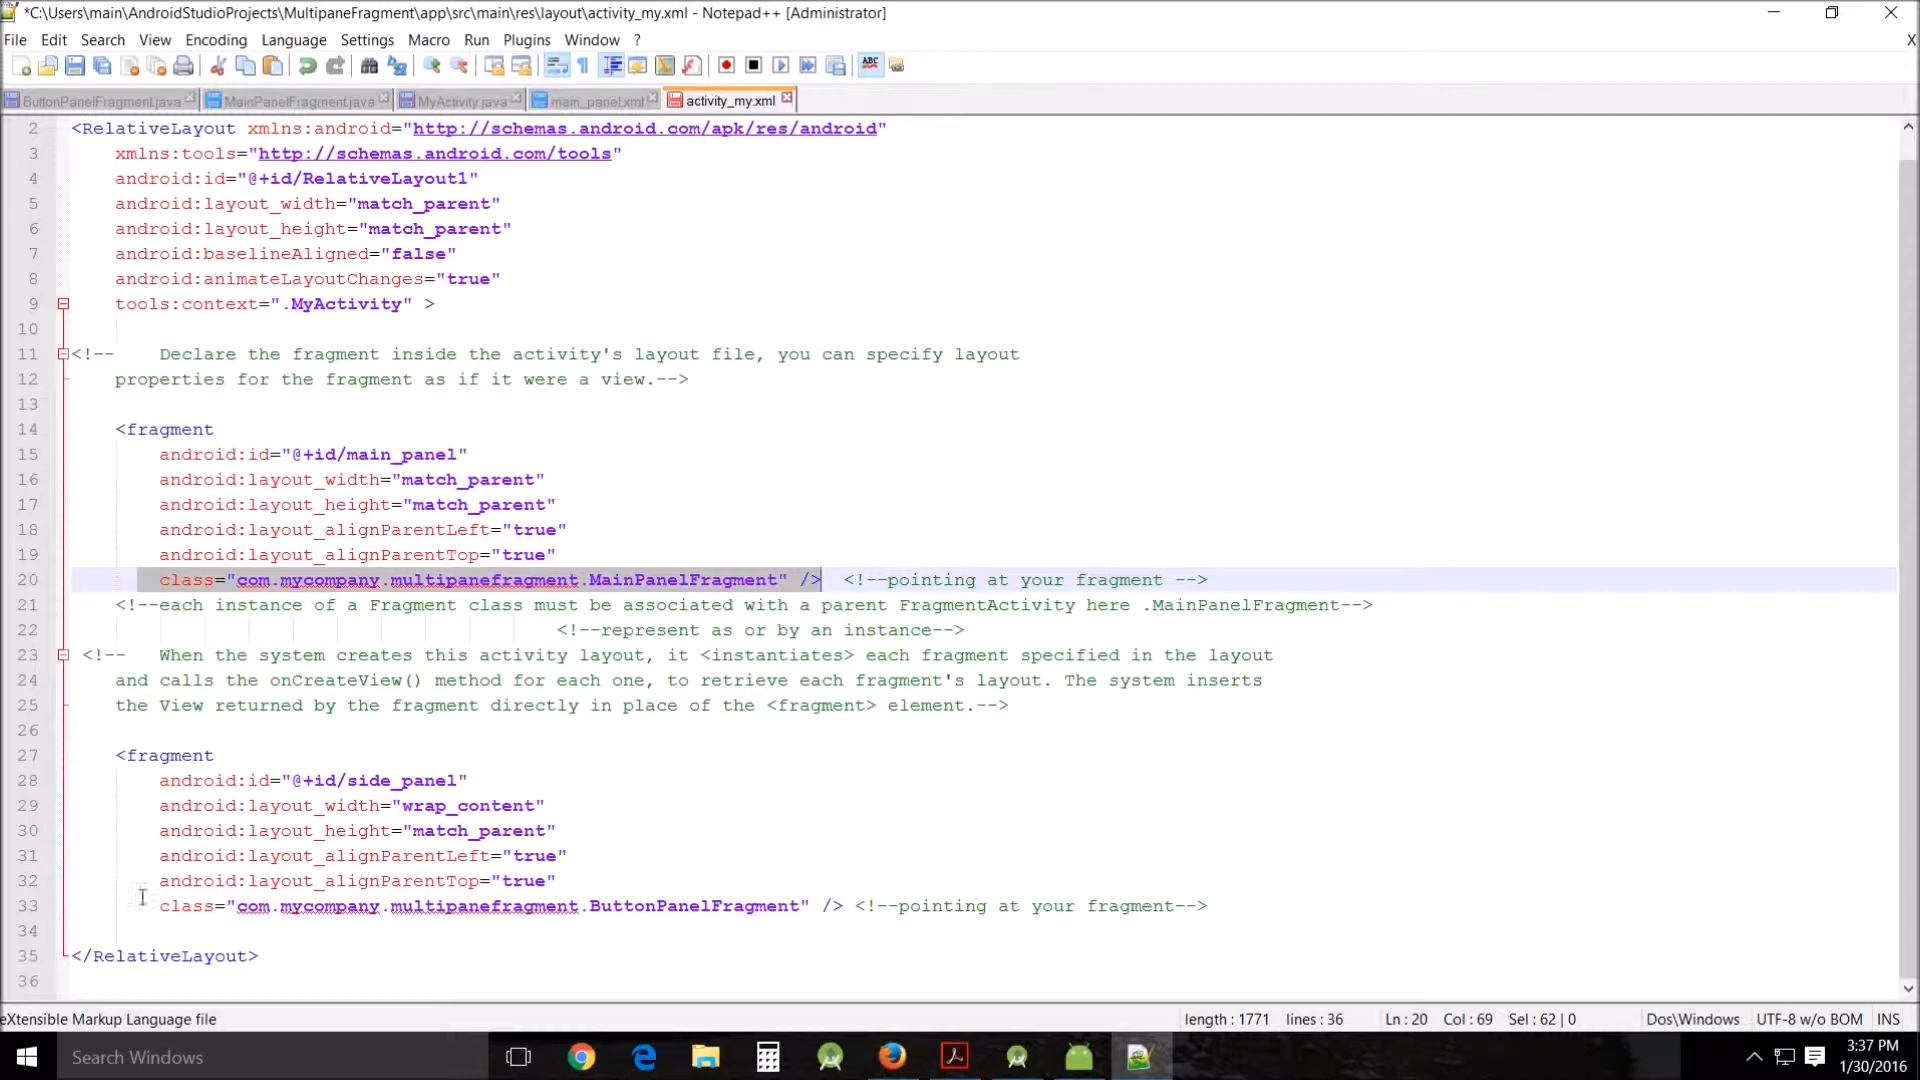 *C:\Users\main\AndroidStudioProjects\MultipaneFragment\app\src\main\res\layout\activity_my.xml - Notepad++ [Administrator]
File Edit Search View Encoding Language Settings Macro Run Plugins Window ? X
ABC
ButtonPanelFragment.java MainPanelFragment.java MyActivity.java main_panel.xml activity_my.xml
2 <RelativeLayout xmlns:android="http://schemas.android.com/apk/res/android"
3 xmlns:tools="http://schemas.android.com/tools"
4 android:id="@+id/RelativeLayout1"
5 android:layout_width="match_parent"
6 android:layout_height="match_parent"
7 android:baselineAligned="false"
8 android:animateLayoutChanges="true"
9 tools:context=".MyActivity" >
10
11 <!-- Declare the fragment inside the activity's layout file, you can specify layout
12 properties for the fragment as if it were a view.-->
13
14 <fragment
15 android:id="@+id/main_panel"
16 android:layout_width="match_parent"
17 android:layout_height="match_parent"
18 android:layout_alignParentLeft="true"
19 android:layout_alignParentTop="true"
20 class="com.mycompany.multipanefragment.MainPanelFragment" /> <!--pointing at your fragment -->
21 <!--each instance of a Fragment class must be associated with a parent FragmentActivity here .MainPanelFragment-->
22 <!--represent as or by an instance-->
23 <!-- When the system creates this activity layout, it <instantiates> each fragment specified in the layout
24 and calls the onCreateView() method for each one, to retrieve each fragment's layout. The system inserts
25 the View returned by the fragment directly in place of the <fragment> element.-->
26
27 <fragment
28 android:id="@+id/side_panel"
29 android:layout_width="wrap_content"
30 android:layout_height="match_parent"
31 android:layout_alignParentLeft="true"
32 android:layout_alignParentTop="true"
33 class="com.mycompany.multipanefragment.ButtonPanelFragment" /> <!--pointing at your fragment-->
34
35 </RelativeLayout>
36
eXtensible Markup Language file length : 1771 lines : 36 Ln : 20 Col : 69 Sel : 62 | 0 Dos\Windows UTF-8 w/o BOM INS
Search Windows
3:37 PM
1/30/2016